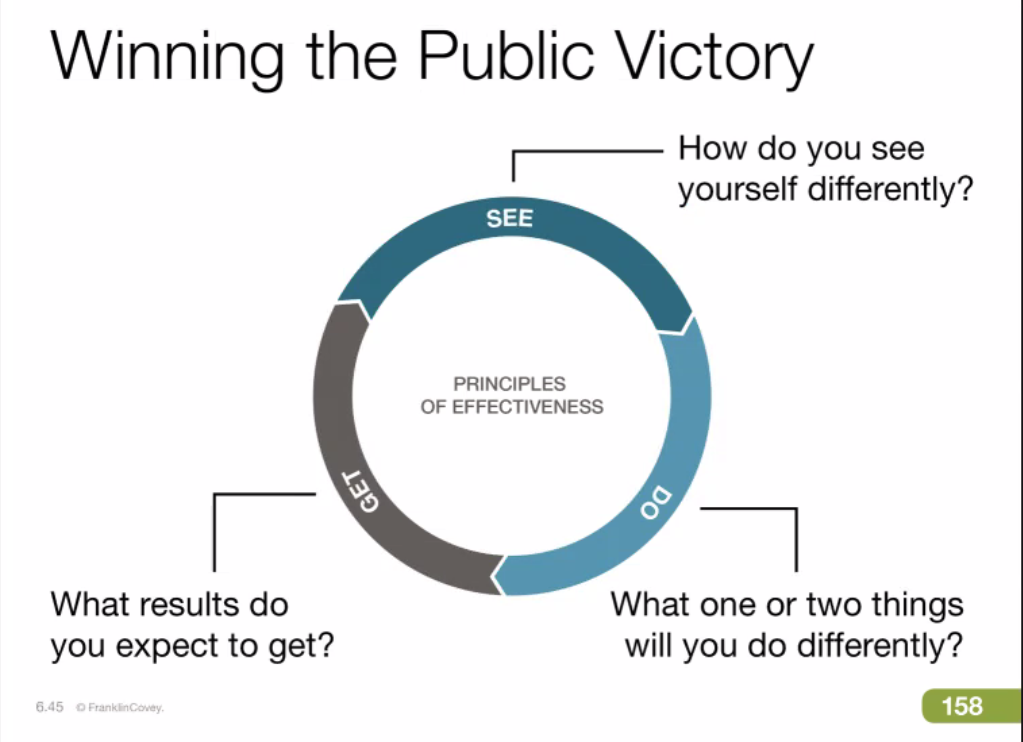 Winning the Public Victory
How do you see
yourself differently?
SEE
PRINCIPLES
OF EFFECTIVENESS
GET
DO
What results do
you expect to get?
What one or two things
will you do differently?
6.45 © FranklinCovey.
158